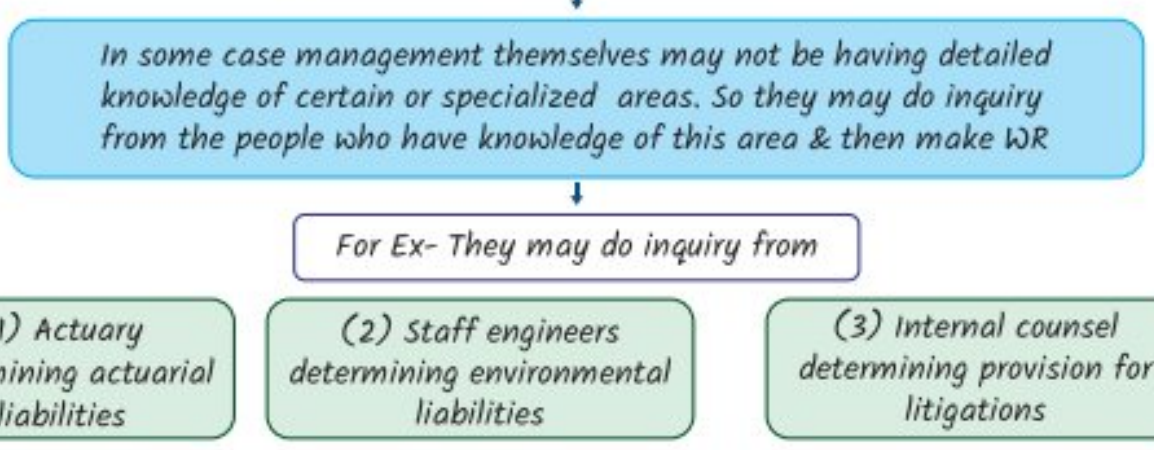 In some case management themselves may not be having detailed
knowledge of certain or specialized areas. So they may do inquiry
from the people who have knowledge of this area & then make WR
For Ex- They may do inquiry from
1) Actuary
mining actuarial
liabilities
(2) Staff engineers
determining environmental
liabilities
(3) Internal counsel
determining provision for
litigations